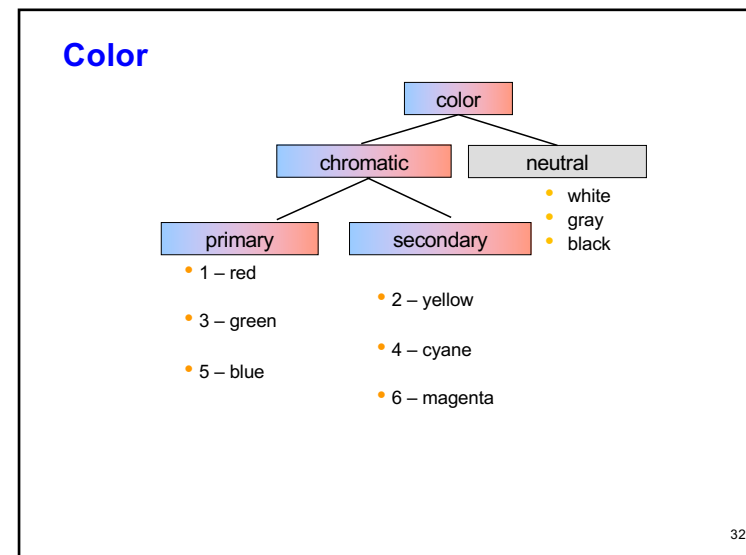 Color
color
chromatic
neutral
• white
• gray
• black
primary
secondary
• 1 – red
• 3 – green
• 5 – blue
• 2 – yellow
• 4 – cyane
• 6 – magenta
32